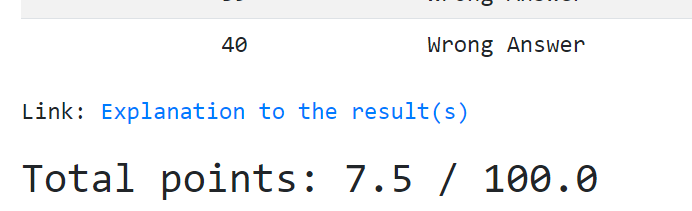 40 Wrong Answer
Link: Explanation to the result(s)
Total points: 7.5 / 100.0